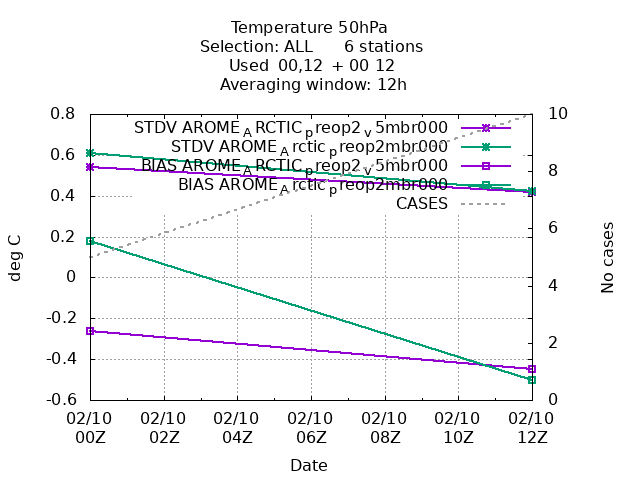 Temperature 50hPa
Selection: ALL 6 stations
Used 00,12 + 00 12
Averaging window: 12h
STDV AROME_ARCTIC_preop2_v5mbr000
STDV AROME_Arctic_preop2mbr000
BIAS AROME_ARCTIC_preop2_v5mbr000
BIAS AROME_Arctic_preop2mbr000
CASES
0.8
0.6
0.4
0.2
0
-0.2
-0.4
-0.6
deg C
10
8
6
4
2
0
No cases
02/10 02/10 02/10 02/10 02/10 02/10 02/10
00Z 02Z 04Z 06Z 08Z 10Z 12Z
Date